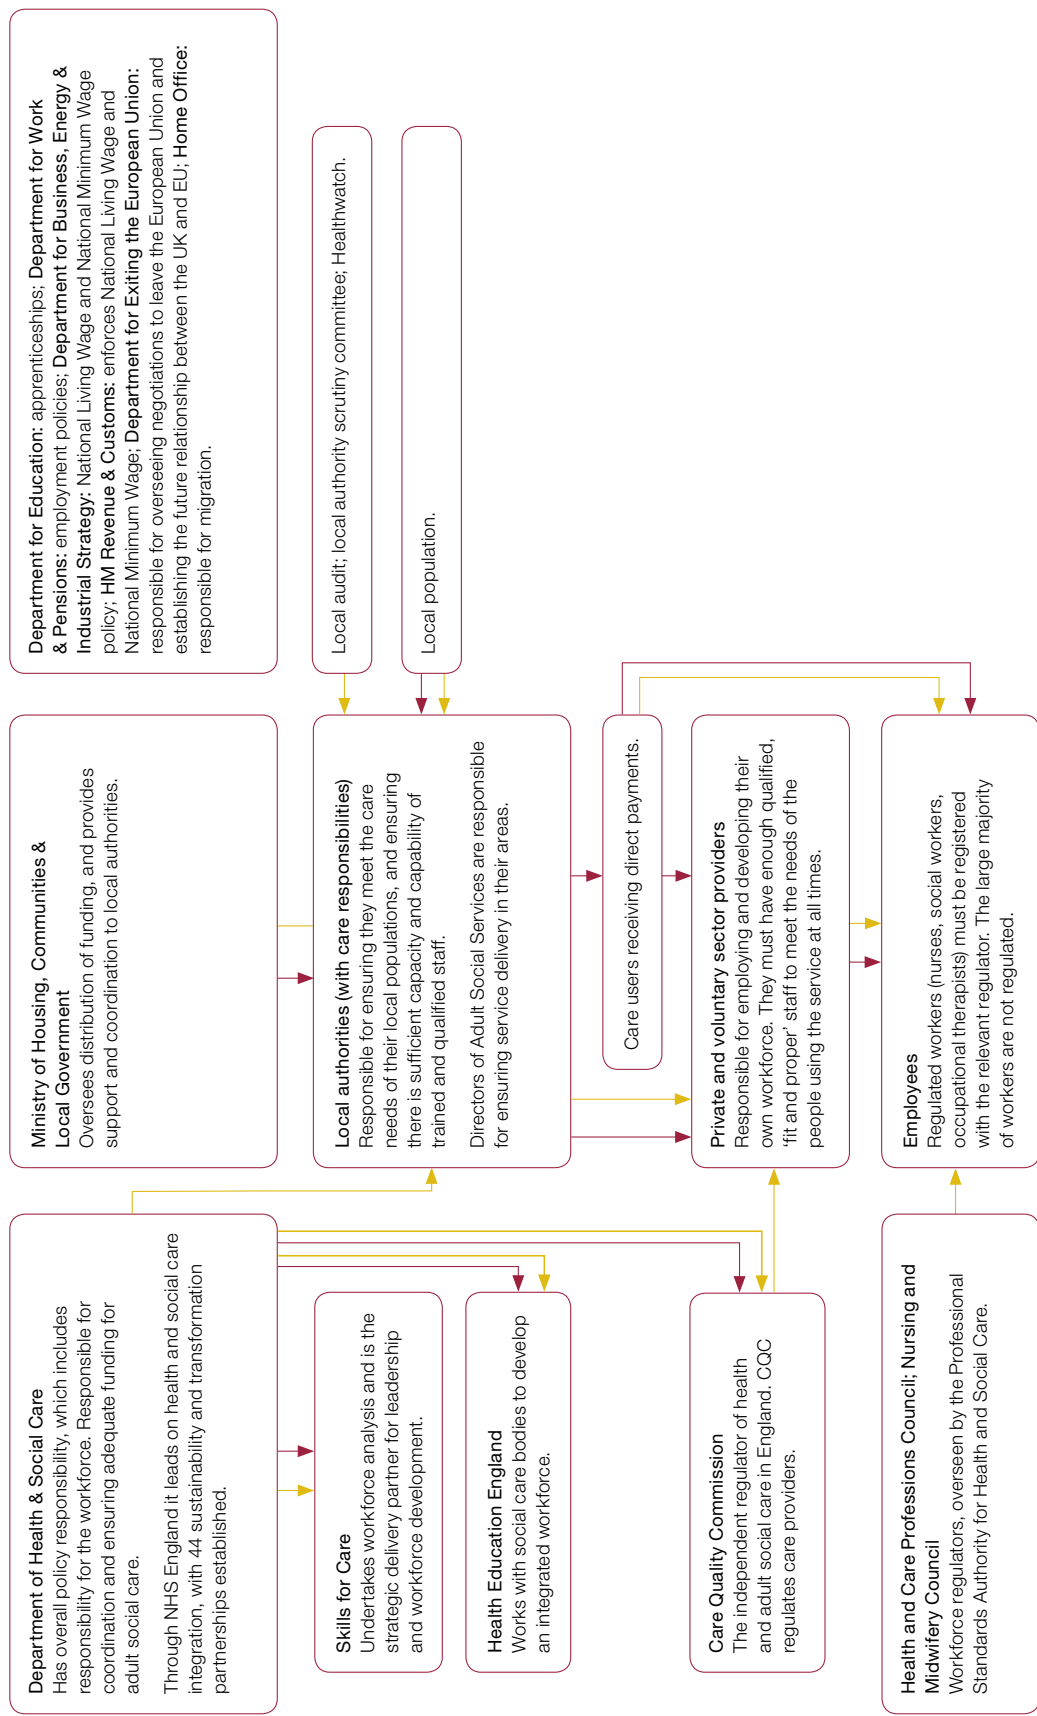 Department of Health & Social Care
Has overall policy responsibility, which includes
responsibility for the workforce. Responsible for
coordination and ensuring adequate funding for
adult social care.
Through NHS England it leads on health and social care
integration, with 44 sustainability and transformation
partnerships established.
Ministry of Housing, Communities &
Local Government
Oversees distribution of funding, and provides
support and coordination to local authorities.
Department for Education: apprenticeships; Department for Work
& Pensions: employment policies; Department for Business, Energy &
Industrial Strategy: National Living Wage and National Minimum Wage
policy; HM Revenue & Customs: enforces National Living Wage and
National Minimum Wage; Department for Exiting the European Union:
responsible for overseeing negotiations to leave the European Union and
establishing the future relationship between the UK and EU; Home Office:
responsible for migration.
Skills for Care
Undertakes workforce analysis and is the
strategic delivery partner for leadership
and workforce development.
Local authorities (with care responsibilities)
Responsible for ensuring they meet the care
needs of their local populations, and ensuring
there is sufficient capacity and capability of
trained and qualified staff.
Directors of Adult Social Services are responsible
for ensuring service delivery in their areas.
Local audit; local authority scrutiny committee; Healthwatch.
Local population.
Health Education England
Works with social care bodies to develop
an integrated workforce.
Care users receiving direct payments.
Care Quality Commission
The independent regulator of health
and adult social care in England. CQC
regulates care providers.
Private and voluntary sector providers
Responsible for employing and developing their
own workforce. They must have enough qualified,
‘fit and proper’ staff to meet the needs of the
people using the service at all times.
Health and Care Professions Council; Nursing and
Midwifery Council
Workforce regulators, overseen by the Professional
Standards Authority for Health and Social Care.
Employees
Regulated workers (nurses, social workers,
occupational therapists) must be registered
with the relevant regulator. The large majority
of workers are not regulated.